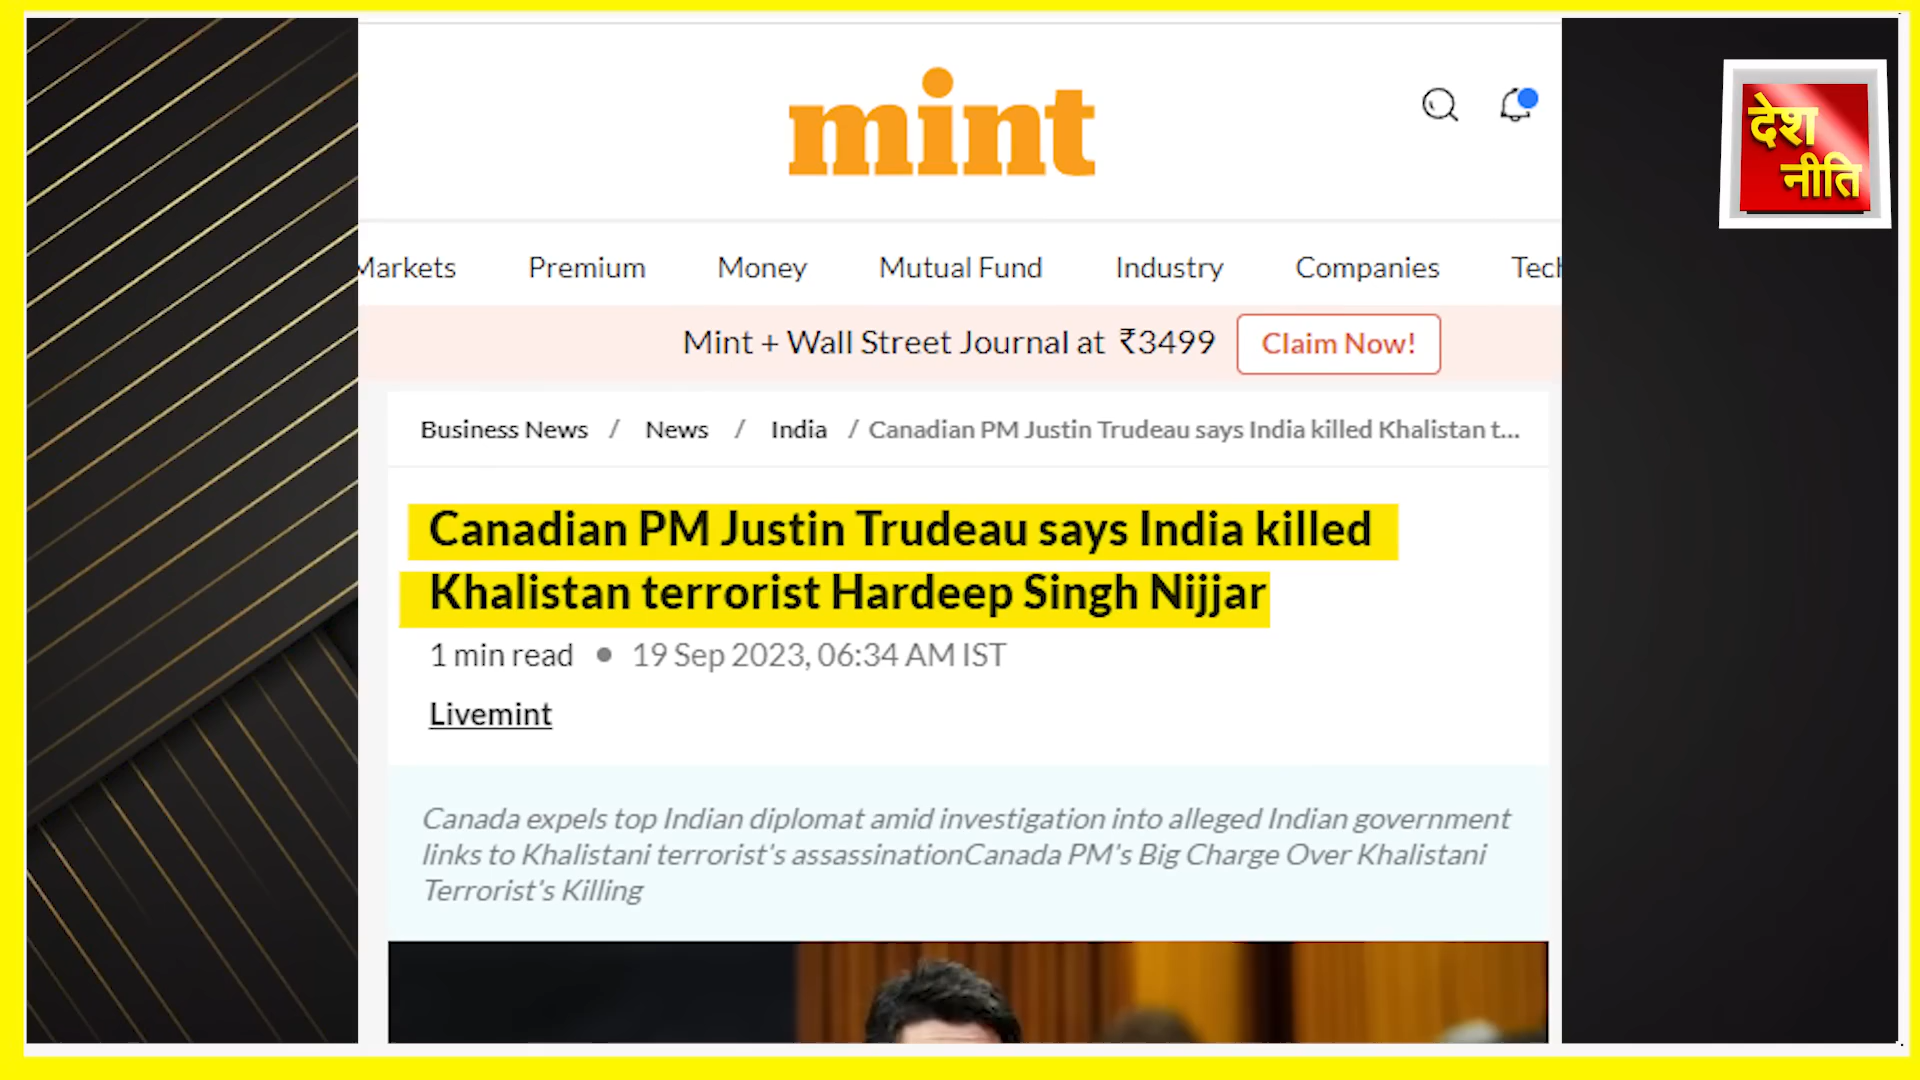 mint
देश
नीति
Markets Premium Money Mutual Fund Industry Companies Tech
Mint + Wall Street Journal at ₹3499 Claim Now!
Business News / News / India / Canadian PM Justin Trudeau says India killed Khalistan t...
Canadian PM Justin Trudeau says India killed
Khalistan terrorist Hardeep Singh Nijjar
1 min read • 19 Sep 2023, 06:34 AM IST
Livemint
Canada expels top Indian diplomat amid investigation into alleged Indian government
links to Khalistani terrorist's assassinationCanada PM's Big Charge Over Khalistani
Terrorist's Killing